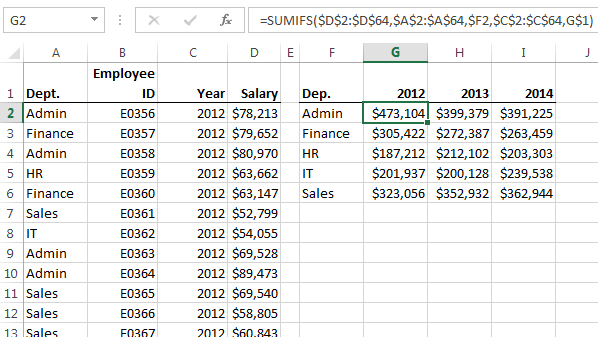 G2 fx =SUMIFS($D$2:$D$64,$A$2:$A$64,$F2,$C$2:$C$64,G$1)
A B C D E F G H I J
Employee
1 Dept. ID Year Salary Dep. 2012 2013 2014
2 Admin E0356 2012 $78,213 Admin $473,104 $399,379 $391,225
3 Finance E0357 2012 $79,652 Finance $305,422 $272,387 $263,459
4 Admin E0358 2012 $80,970 HR $187,212 $212,102 $203,303
5 HR E0359 2012 $63,662 IT $201,937 $200,128 $239,538
6 Finance E0360 2012 $63,147 Sales $323,056 $352,932 $362,944
7 Sales E0361 2012 $52,799
8 IT E0362 2012 $54,055
9 Admin E0363 2012 $69,528
10 Admin E0364 2012 $89,473
11 Sales E0365 2012 $69,540
12 Sales E0366 2012 $58,805
13 Sales E0367 2012 $60,843